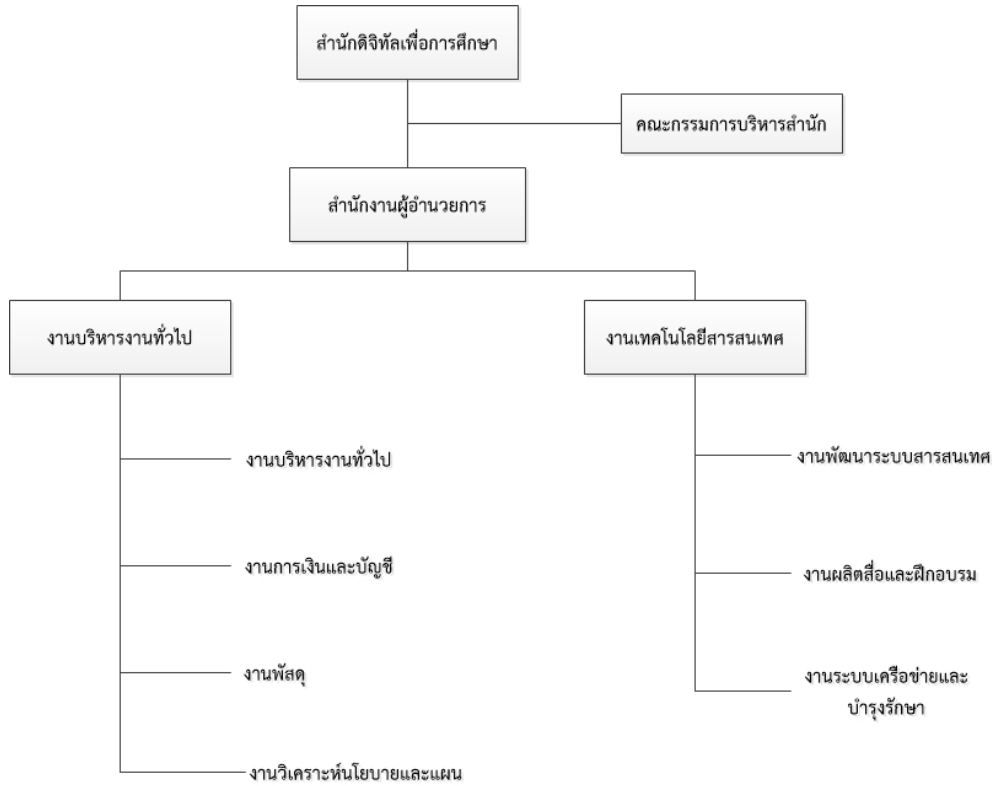 สำนักดิจิทัลเพื่อการศึกษา
คณะกรรมการบริหารสำนัก
สำนักงานผู้อำนวยการ
งานบริหารงานทั่วไป
งานเทคโนโลยีสารสนเทศ
งานบริหารงานทั่วไป
งานการเงินและบัญชี
งานพัสดุ
งานวิเคราะห์นโยบายและแผน
งานพัฒนาระบบสารสนเทศ
งานผลิตสื่อและฝึกอบรม
งานระบบเครือข่ายและ
บำรุงรักษา